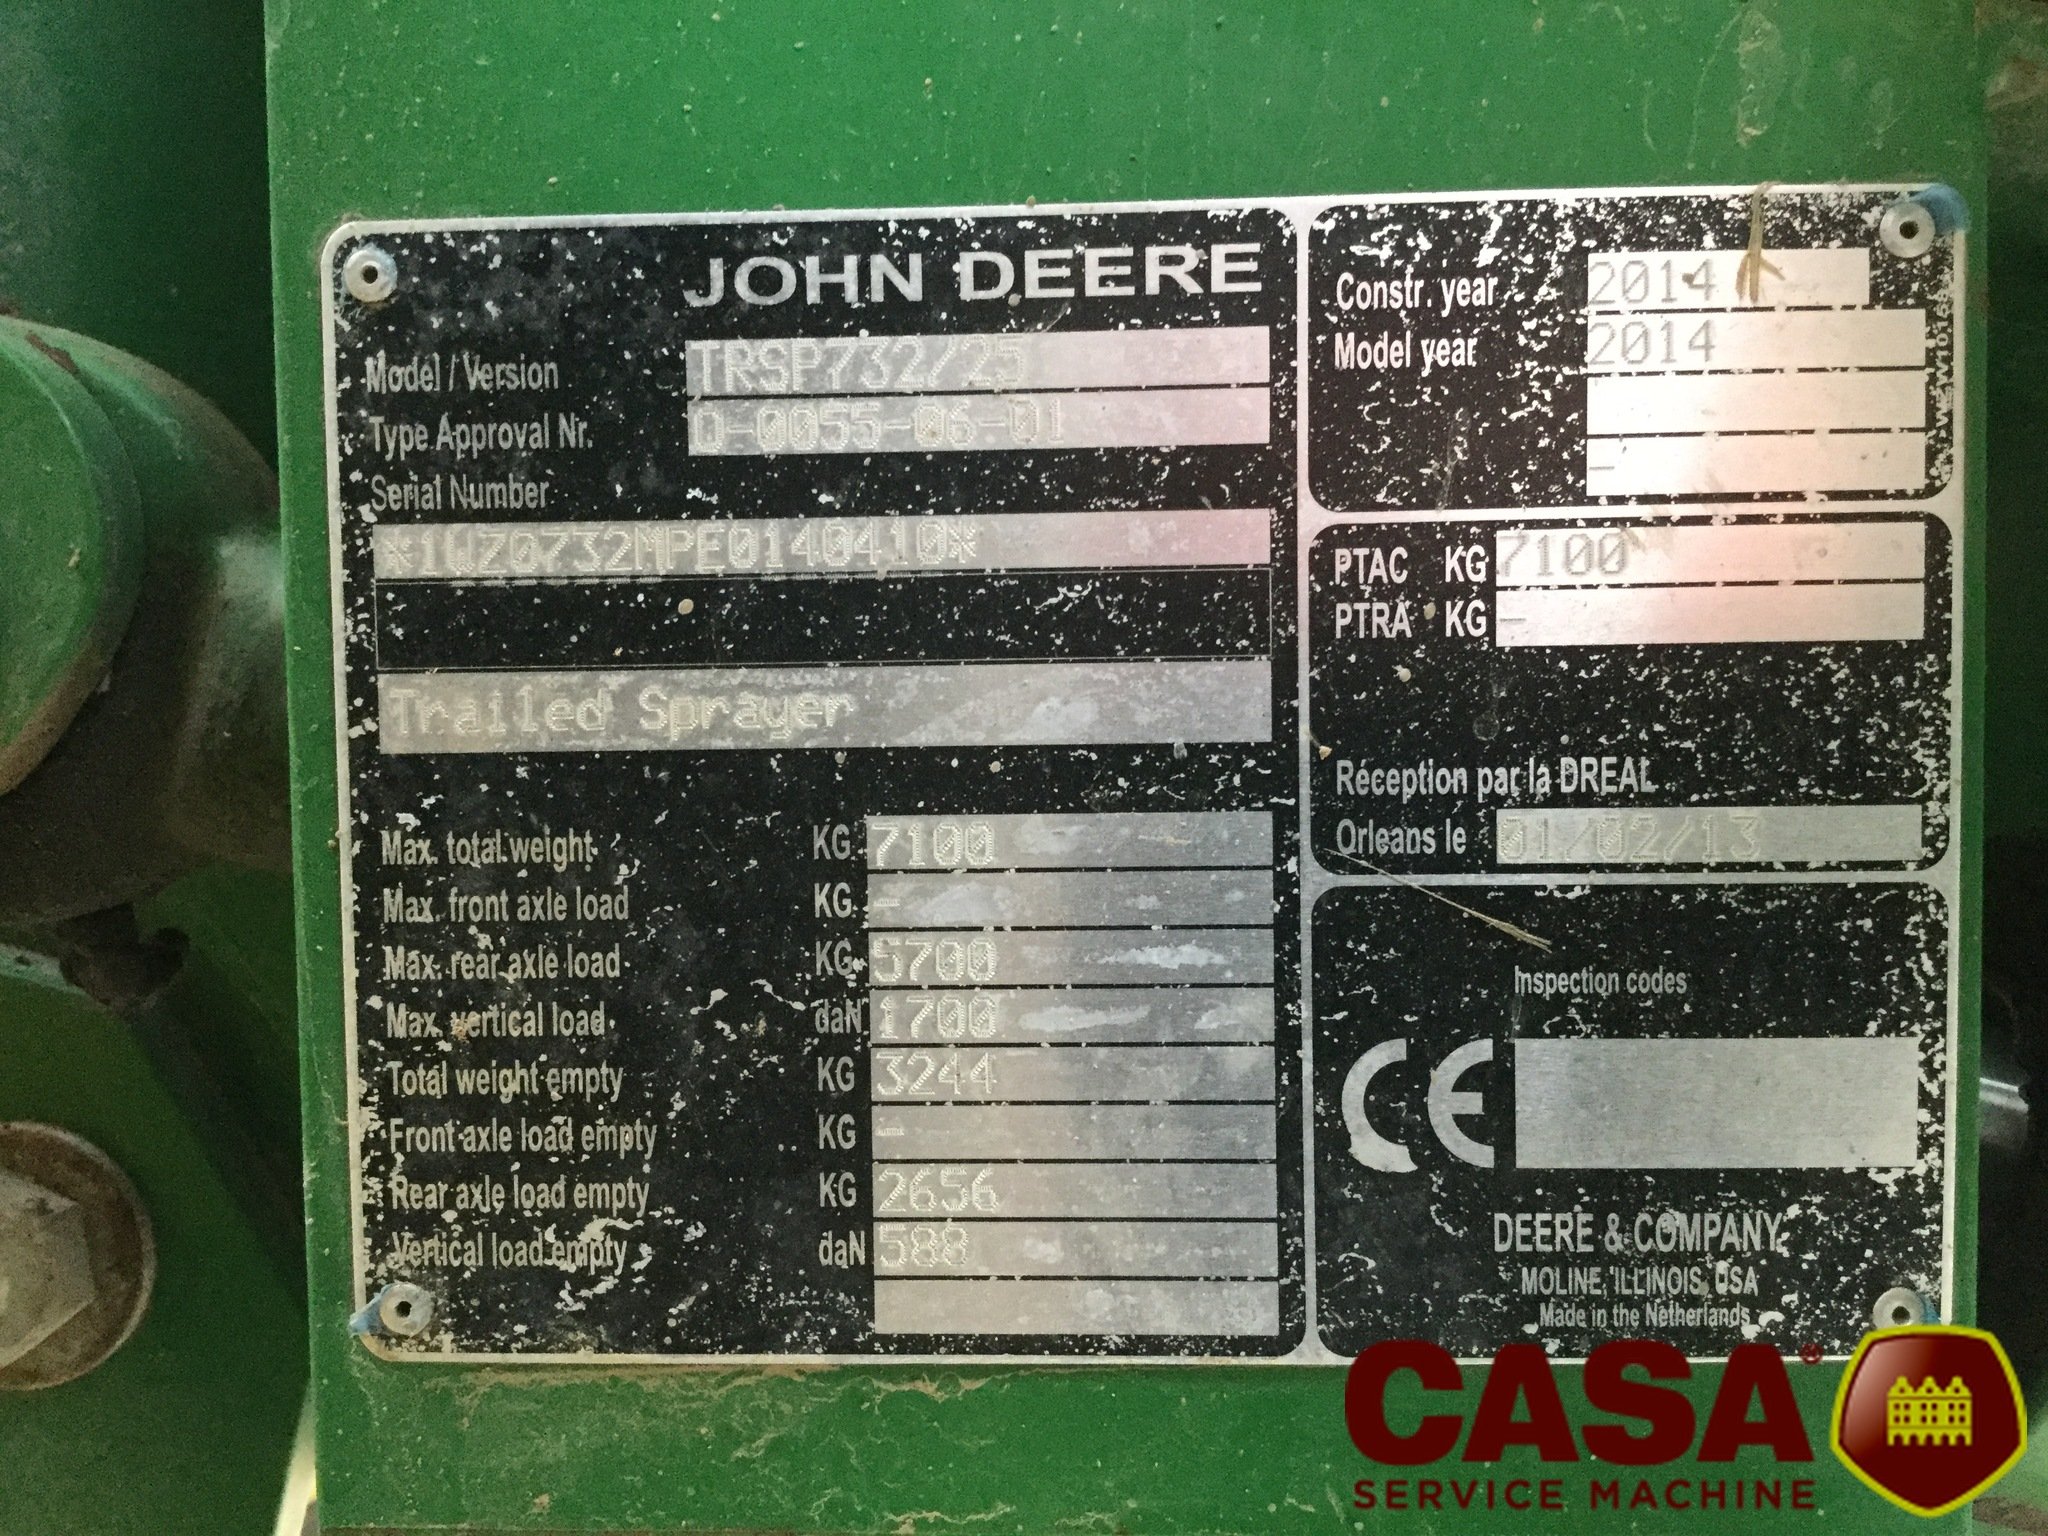 JOHN DEERE
Model / Version TRSP732/25
Type Approval Nr. D-0055-06-01
Serial Number
*1WZ0732MPE0140410*
Trailed Sprayer
Max. total weight KG 7100
Max. front axle load KG -
Max. rear axle load KG 5700
Max. vertical load daN 1700
Total weight empty KG 3244
Front axle load empty KG -
Rear axle load empty KG 2656
Vertical load empty daN 588
Constr. year 2014
Model year 2014
-
PTAC KG 7100
PTRA KG -
Réception par la DREAL
Orleans le 01/02/13
Inspection codes
CE
DEERE & COMPANY
MOLINE, ILLINOIS, USA
Made in the Netherlands
CASA®
SERVICE MACHINE